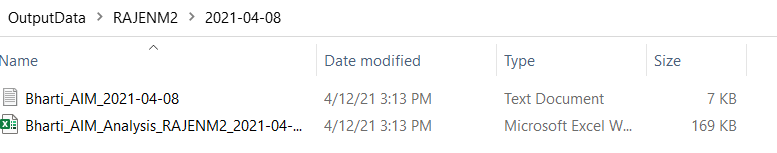 OutputData > RAJENM2 > 2021-04-08
Name Date modified Type Size
Bharti_AIM_2021-04-08 4/12/21 3:13 PM Text Document 7 KB
Bharti_AIM_Analysis_RAJENM2_2021-04-... 4/12/21 3:13 PM Microsoft Excel W... 169 KB